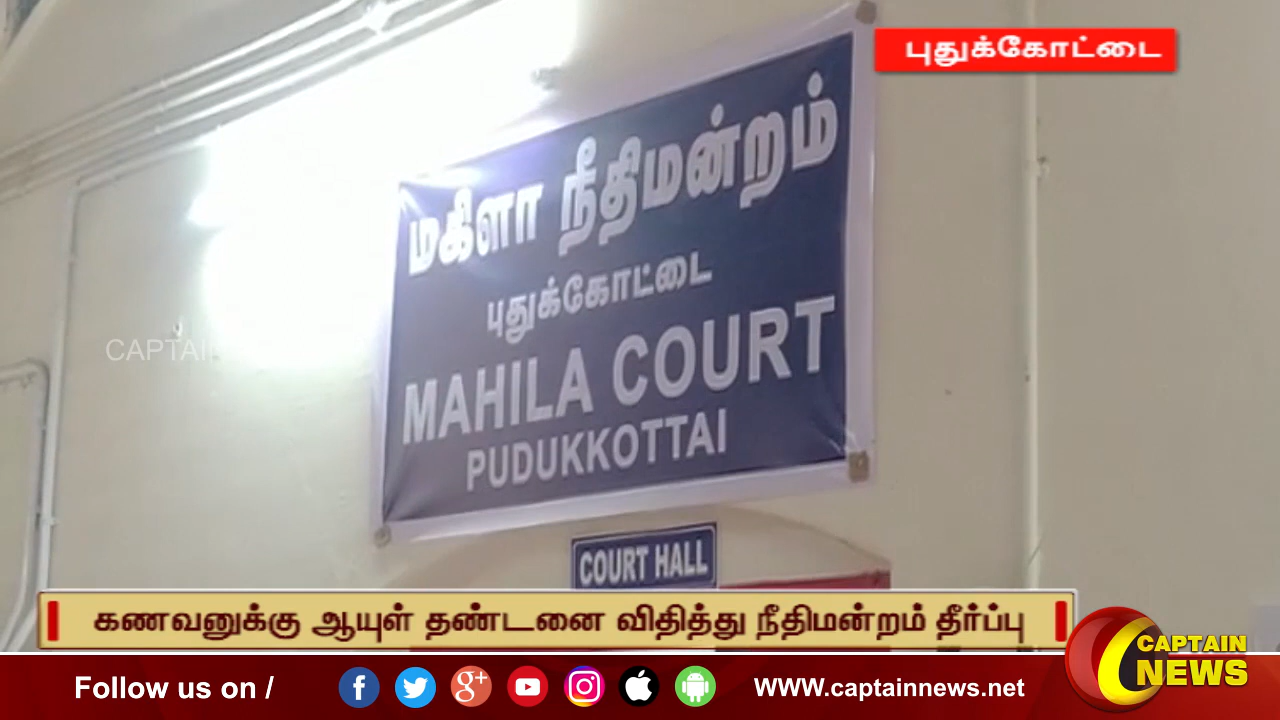 புதுக்கோட்டை
மகிளா நீதிமன்றம்
புதுக்கோட்டை
MAHILA COURT
PUDUKKOTTAI
CAPTAIN
COURT HALL
கணவனுக்கு ஆயுள் தண்டனை விதித்து நீதிமன்றம் தீர்ப்பு
CAPTAIN
NEWS
Follow us on / WWW.captainnews.net